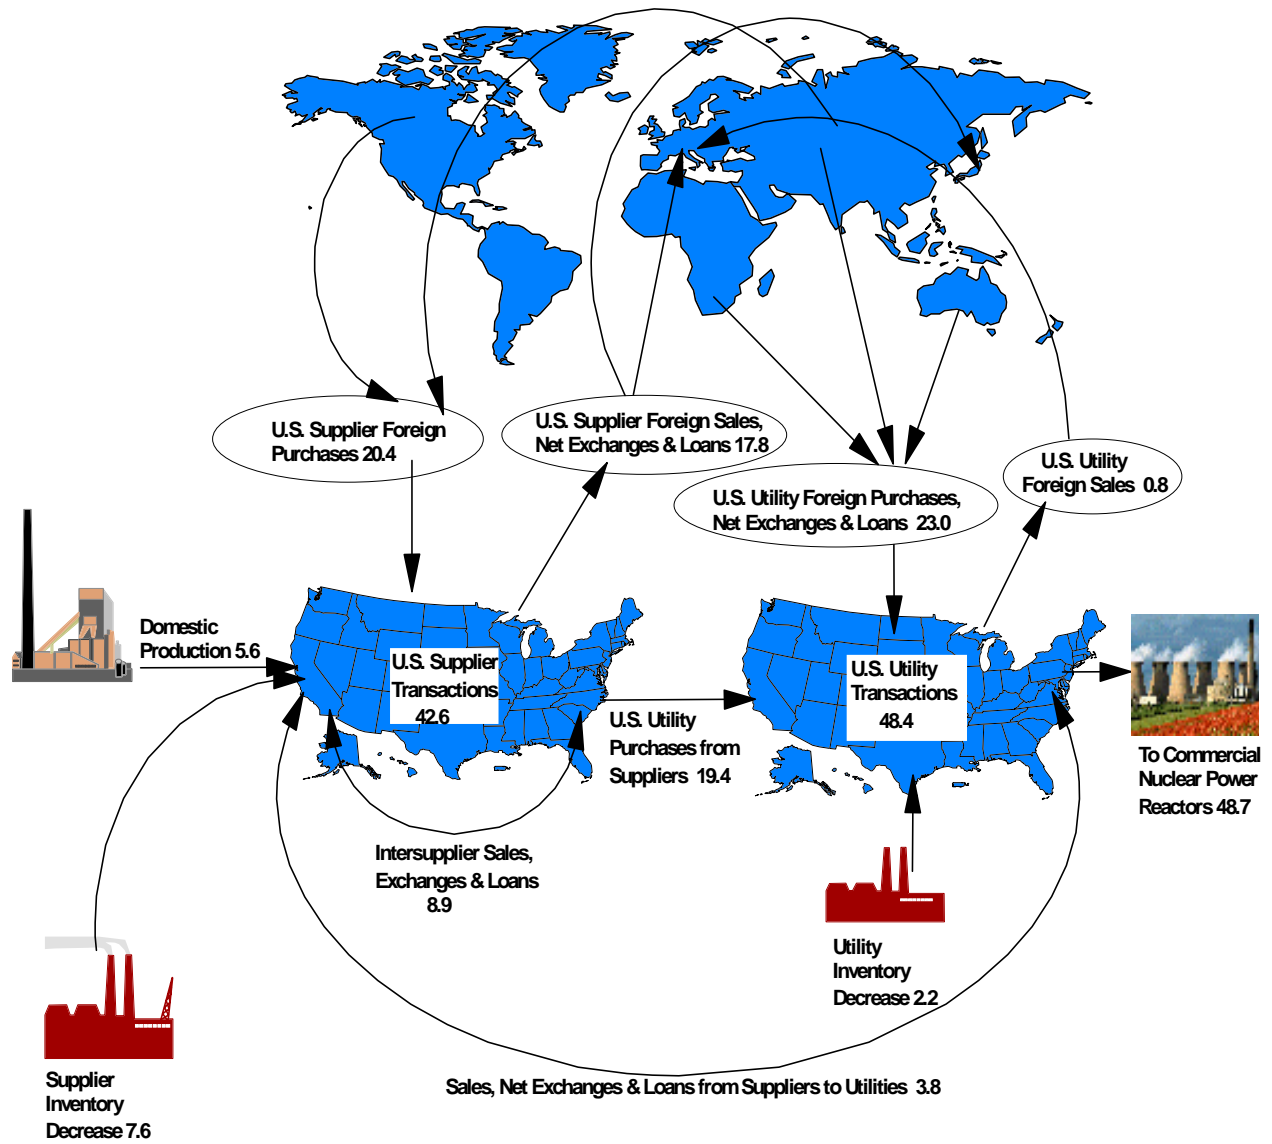 U.S. Supplier Foreign
Purchases 20.4
U.S. Supplier Foreign Sales,
Net Exchanges & Loans 17.8
U.S. Utility Foreign Purchases,
Net Exchanges & Loans 23.0
U.S. Utility
Foreign Sales 0.8
Domestic
Production 5.6
U.S. Supplier
Transactions
42.6
U.S. Utility
Purchases from
Suppliers 19.4
U.S. Utility
Transactions
48.4
To Commercial
Nuclear Power
Reactors 48.7
Intersupplier Sales,
Exchanges & Loans
8.9
Utility
Inventory
Decrease 2.2
Supplier
Inventory
Decrease 7.6
Sales, Net Exchanges & Loans from Suppliers to Utilities 3.8